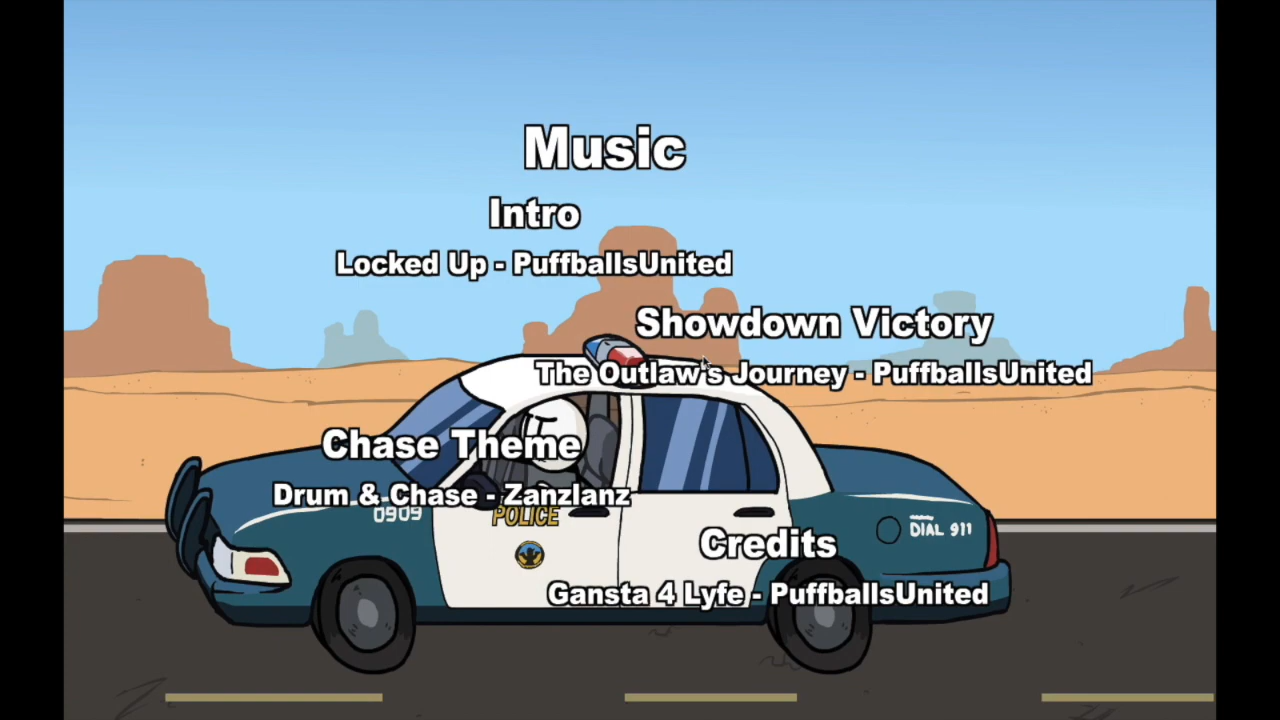 Music
Intro
Locked Up - PuffballsUnited
Showdown Victory
The Outlaw's Journey - PuffballsUnited
Chase Theme
Drum & Chase - Zanzlanz
0909
POLICE
DIAL 911
Credits
Gansta 4 Lyfe - PuffballsUnited